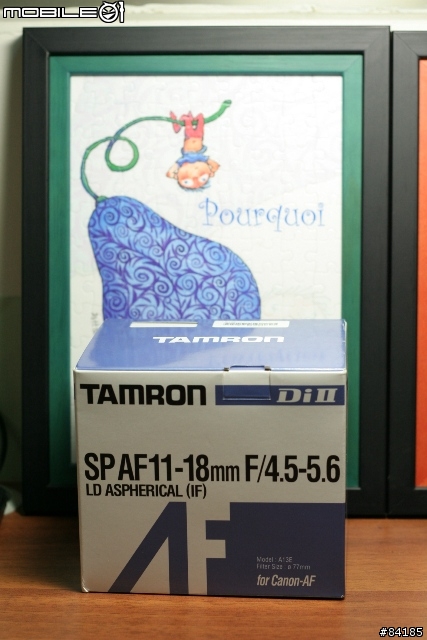 MOBILE01
Pourquoi
TAMRON
TAMRON
Di II
SP AF11-18mm F/4.5-5.6
LD ASPHERICAL (IF)
AF
Model : A13E
Filter Size : ø 77mm
for Canon-AF
#84185